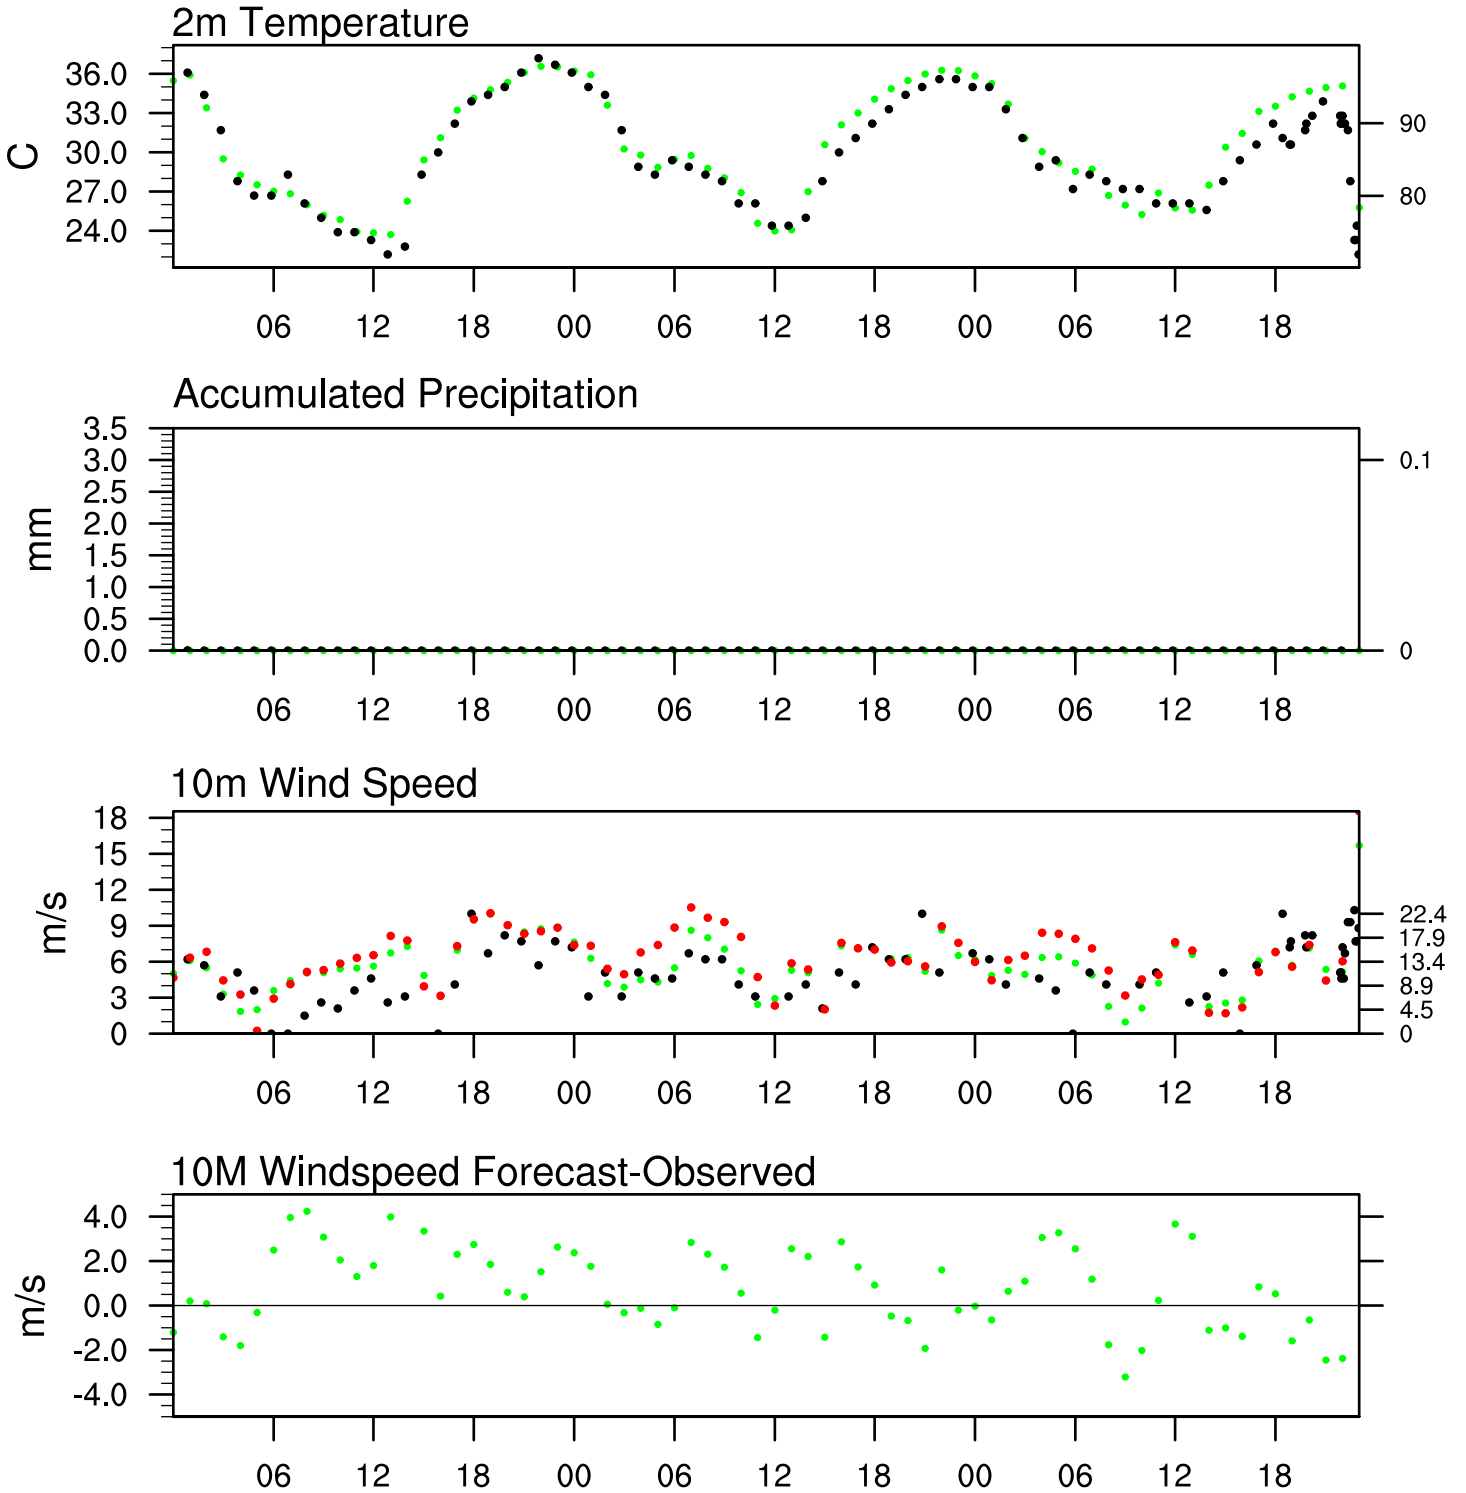 2m Temperature
36.0
33.0
90
30.0
C
27.0
80
24.0
06 12 18 00 06 12 18 00 06 12 18
Accumulated Precipitation
3.5
3.0
0.1
2.5
2.0
mm
1.5
1.0
0.5
0.0
0
06 12 18 00 06 12 18 00 06 12 18
10m Wind Speed
18
15
12
m/s
9
22.4
17.9
6
13.4
8.9
3
4.5
0
0
06 12 18 00 06 12 18 00 06 12 18
10M Windspeed Forecast-Observed
4.0
2.0
m/s
0.0
-2.0
-4.0
06 12 18 00 06 12 18 00 06 12 18